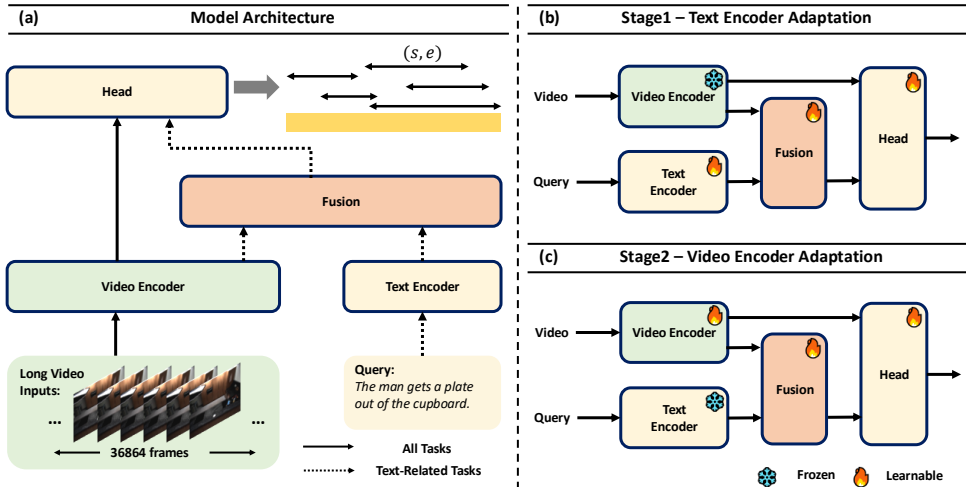 (a)
Model Architecture
Head
(s, e)
Fusion
Video Encoder
Text Encoder
Long Video
Inputs:
...
...
36864 frames
Query:
The man gets a plate
out of the cupboard.
All Tasks
Text-Related Tasks
(b)
Stage1 – Text Encoder Adaptation
Video
Video Encoder
Query
Text
Encoder
Fusion
Head
(c)
Stage2 – Video Encoder Adaptation
Video
Video Encoder
Query
Text
Encoder
Fusion
Head
Frozen
Learnable